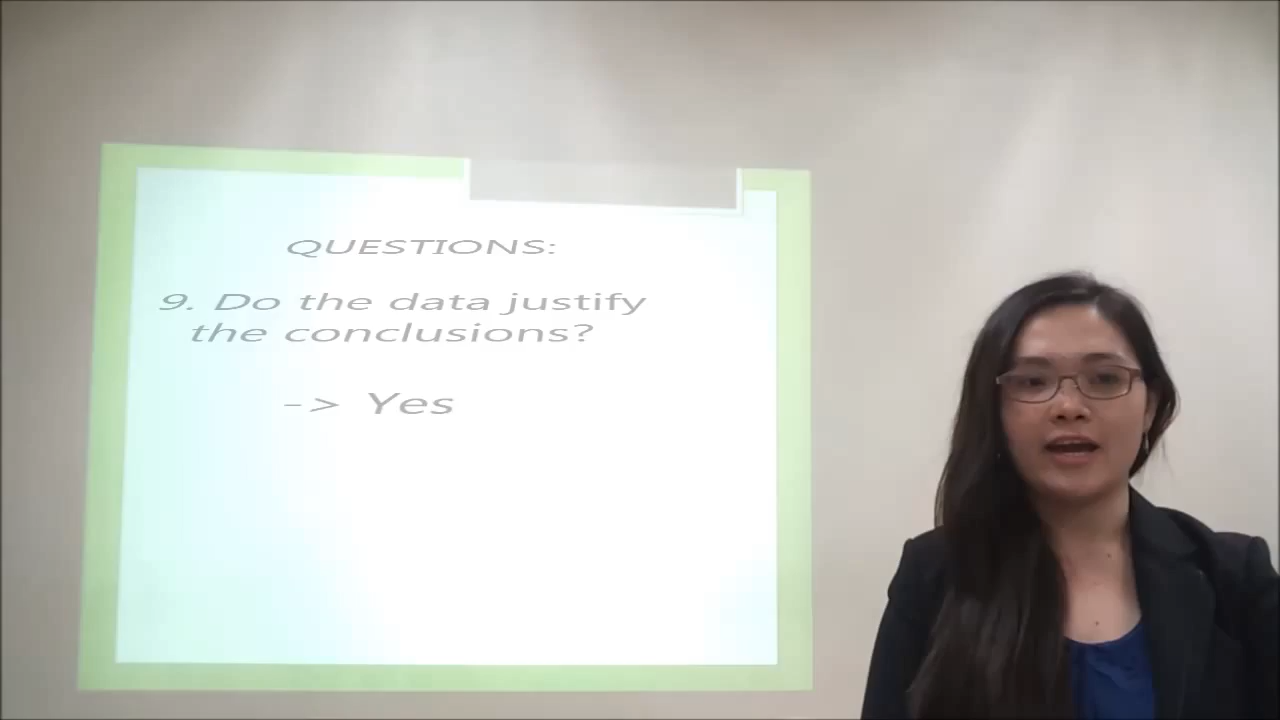 QUESTIONS:
9. Do the data justify
the conclusions?
-> Yes